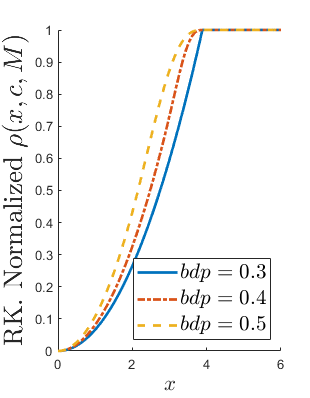 RK. Normalized ρ(x, c, M)
1
0.9
0.8
0.7
0.6
0.5
0.4
0.3
0.2
0.1
0
bdp = 0.3
bdp = 0.4
bdp = 0.5
0 2 4 6
x